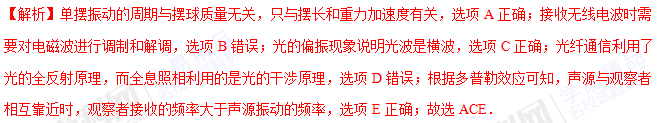 【解析】单摆振动的周期与摆球质量无关，只与摆长和重力加速度有关，选项 A 正确；接收无线电波时需
要对电磁波进行调制和解调，选项 B 错误；光的偏振现象说明光波是横波，选项 C 正确；光纤通信利用了
光的全反射原理，而全息照相利用的是光的干涉原理，选项 D 错误；根据多普勒效应可知，声源与观察者
相互靠近时，观察者接收的频率大于声源振动的频率，选项 E 正确；故选 ACE．